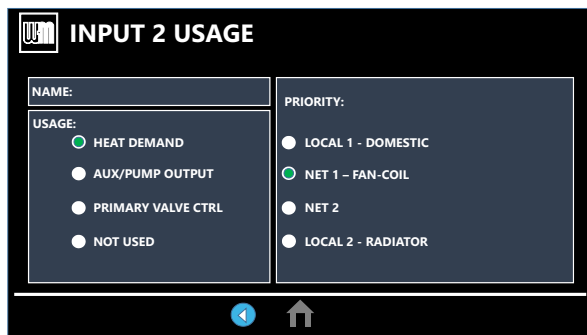 WM INPUT 2 USAGE
NAME:
USAGE:
HEAT DEMAND
AUX/PUMP OUTPUT
PRIMARY VALVE CTRL
NOT USED
PRIORITY:
LOCAL 1 - DOMESTIC
NET 1 – FAN-COIL
NET 2
LOCAL 2 - RADIATOR